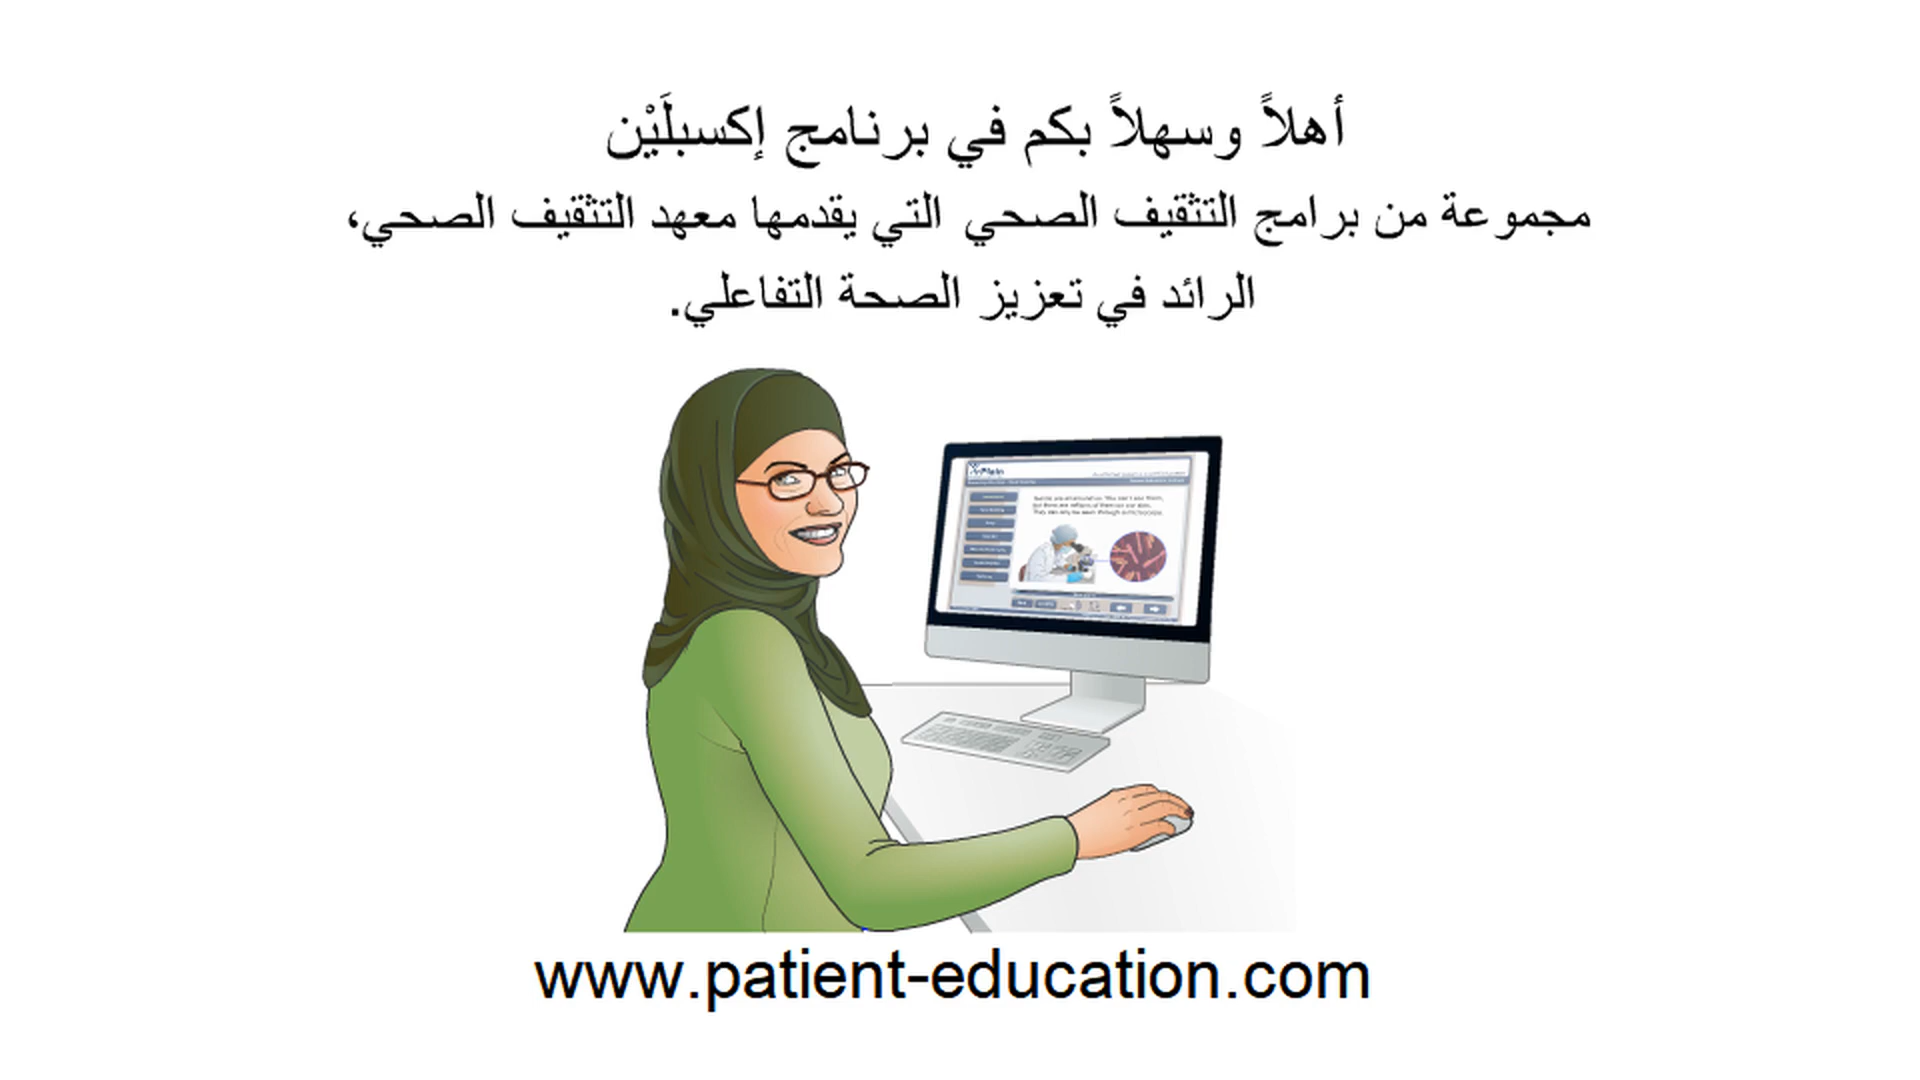 أهلاً وسهلاً بكم في برنامج إكسبلَيْن
مجموعة من برامج التثقيف الصحي التي يقدمها معهد التثقيف الصحي،
الرائد في تعزيز الصحة التفاعلي.
www.patient-education.com